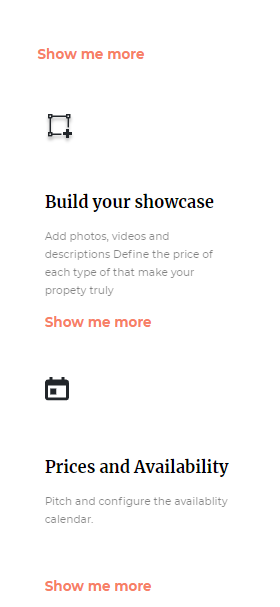 Show me more
Build your showcase
Add photos, videos and
descriptions Define the price of
each type of that make your
propety truly
Show me more
Prices and Availability
Pitch and configure the availablity
calendar.
Show me more